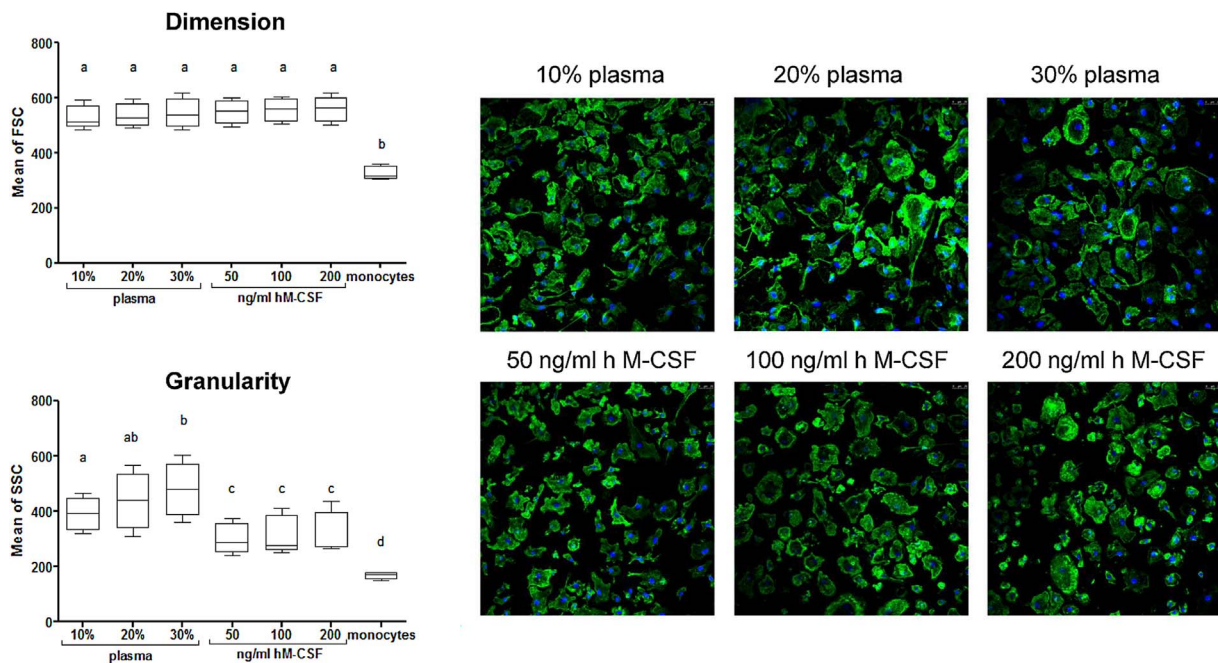 Dimension
Mean of FSC
800
600
400
200
0
a a a a a a b
10% 20% 30% 50 100 200 monocytes
plasma ng/ml hM-CSF
Granularity
Mean of SSC
800
600
400
200
0
a ab b c c c d
10% 20% 30% 50 100 200 monocytes
plasma ng/ml hM-CSF
10% plasma 20% plasma 30% plasma
50 ng/ml h M-CSF 100 ng/ml h M-CSF 200 ng/ml h M-CSF